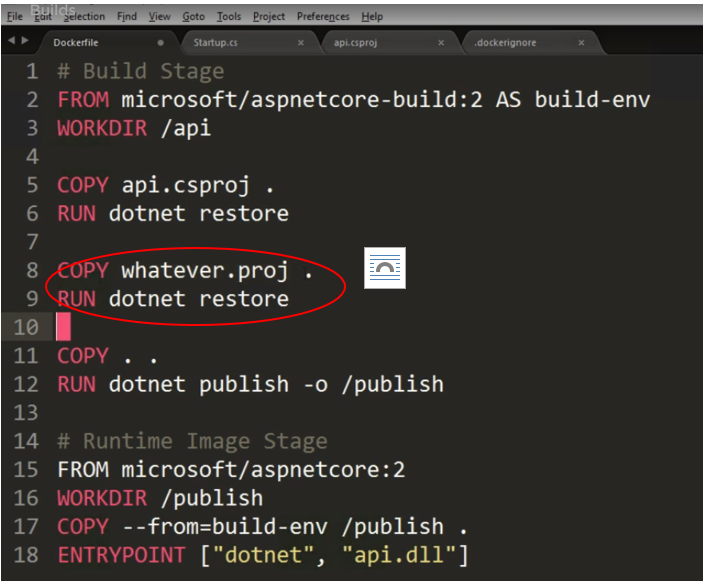 Builds
File Edit Selection Find View Goto Tools Project Preferences Help
Dockerfile Startup.cs x api.csproj x .dockerignore x
1 # Build Stage
2 FROM microsoft/aspnetcore-build:2 AS build-env
3 WORKDIR /api
4
5 COPY api.csproj .
6 RUN dotnet restore
7
8 COPY whatever.proj .
9 RUN dotnet restore
10
11 COPY . .
12 RUN dotnet publish -o /publish
13
14 # Runtime Image Stage
15 FROM microsoft/aspnetcore:2
16 WORKDIR /publish
17 COPY --from=build-env /publish .
18 ENTRYPOINT ["dotnet", "api.dll"]